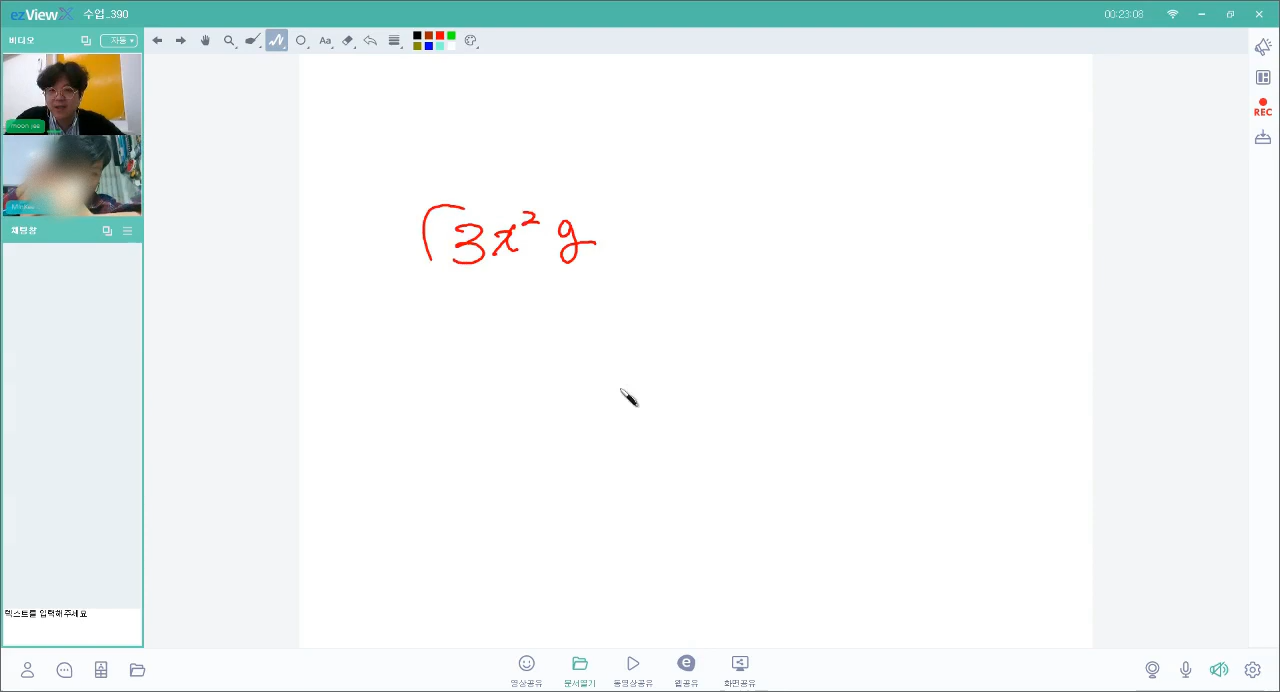 ezViewX 수업_390
00:23:08
비디오
자동
Aa
moon jae
REC
채팅창
3x² y
텍스트를 입력해주세요
영상공유 문서열기 동영상공유 웹공유 화면공유